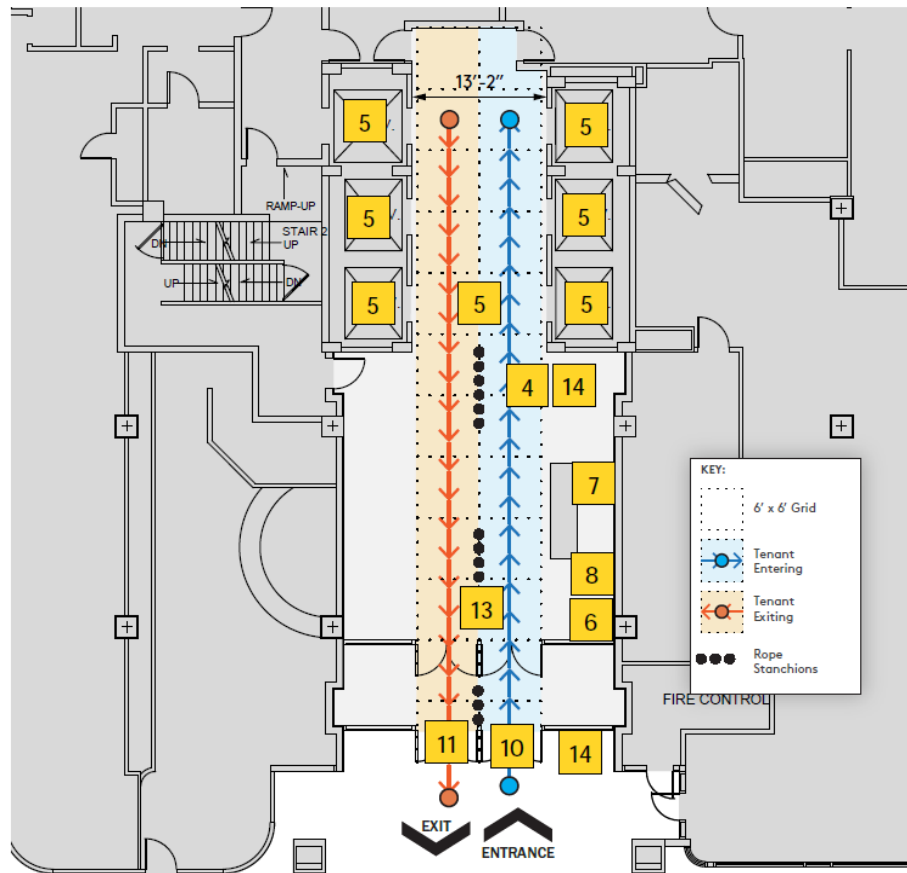 13'-2"
5
V.
5
RAMP-UP
5
V.
5
V.
STAIR 2
DN
UP
UP
DN
5
V.
5
5
4
14
KEY:
7
6' x 6' Grid
Tenant
Entering
8
13
6
Tenant
Exiting
Rope
Stanchions
FIRE CONTROL
11
10
14
EXIT
ENTRANCE